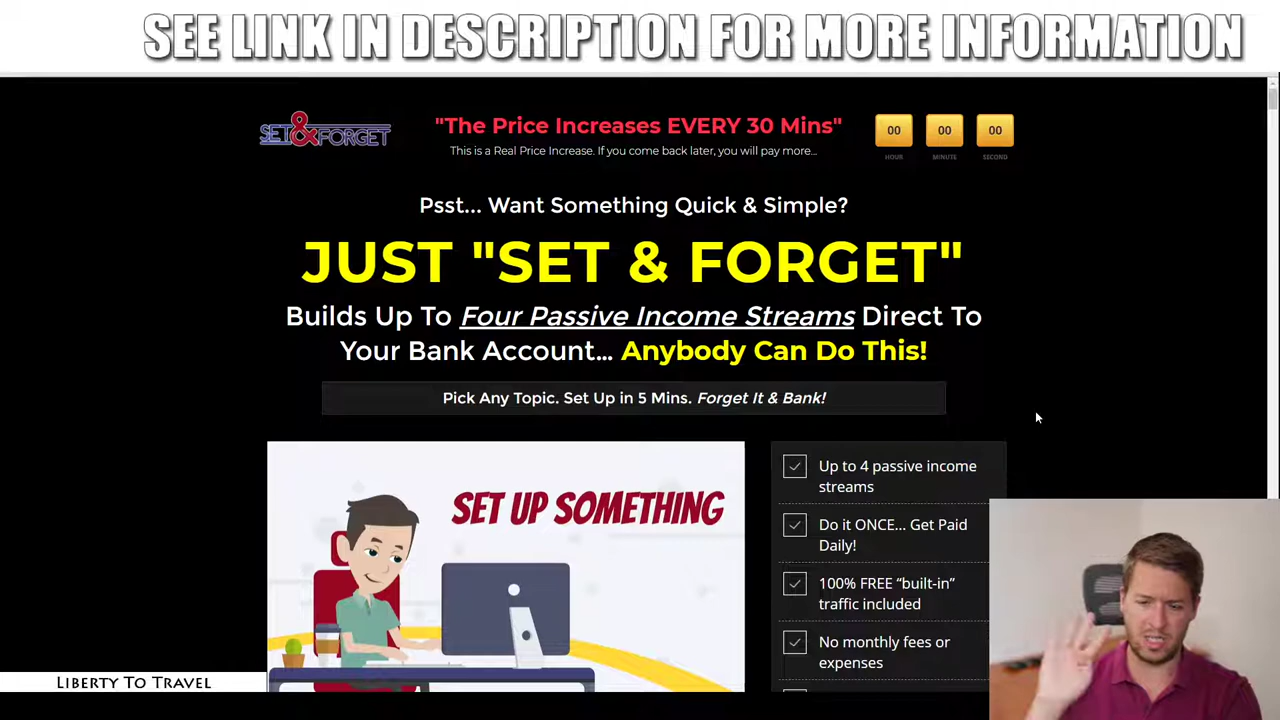 SEE LINK IN DESCRIPTION FOR MORE INFORMATION
SET&FORGET
"The Price Increases EVERY 30 Mins"
This is a Real Price Increase. If you come back later, you will pay more...
00 00 00
HOUR MINUTE SECOND
Psst... Want Something Quick & Simple?
JUST "SET & FORGET"
Builds Up To Four Passive Income Streams Direct To
Your Bank Account... Anybody Can Do This!
Pick Any Topic. Set Up in 5 Mins. Forget It & Bank!
SET UP SOMETHING
Up to 4 passive income
streams
Do it ONCE... Get Paid
Daily!
100% FREE “built-in”
traffic included
No monthly fees or
expenses
LIBERTY TO TRAVEL